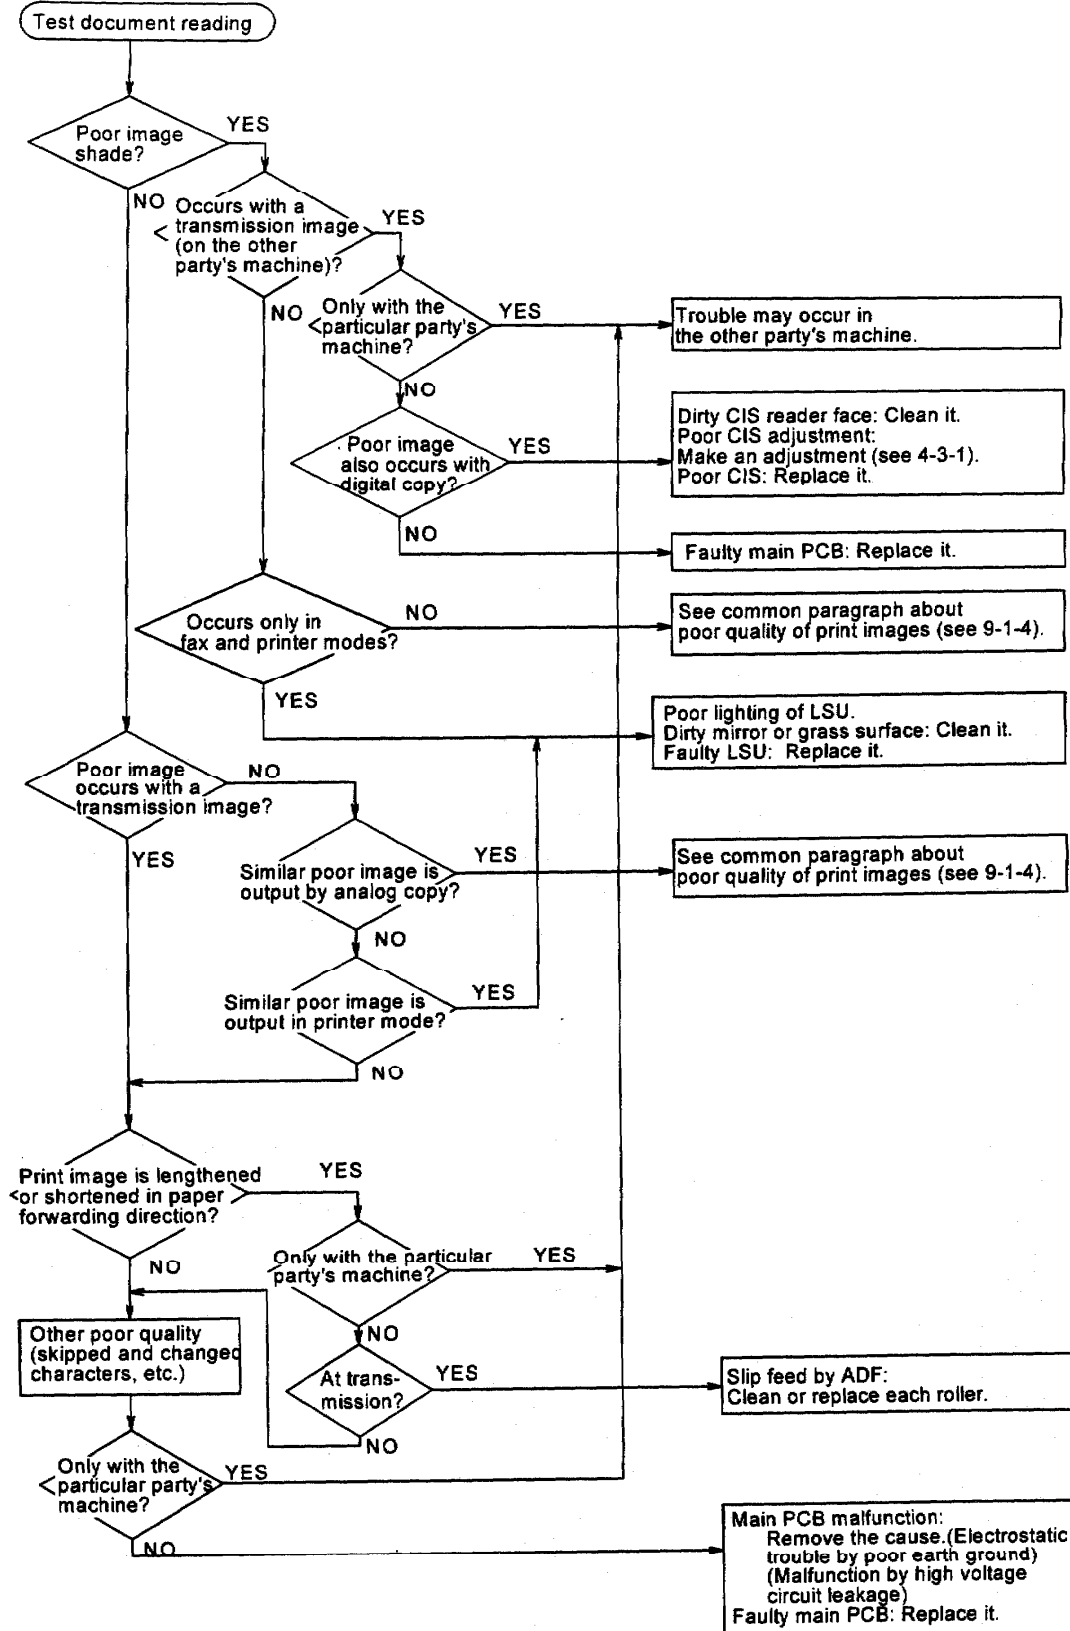 Test document reading
Poor image
shade?
YES
NO
Occurs with a
transmission image
(on the other
party's machine)?
YES
NO
Only with the
particular party's
machine?
YES
Trouble may occur in
the other party's machine.
NO
Poor image
also occurs with
digital copy?
YES
Dirty CIS reader face: Clean it.
Poor CIS adjustment:
Make an adjustment (see 4-3-1).
Poor CIS: Replace it.
NO
Faulty main PCB: Replace it.
Occurs only in
fax and printer modes?
NO
See common paragraph about
poor quality of print images (see 9-1-4).
YES
Poor lighting of LSU.
Dirty mirror or grass surface: Clean it.
Faulty LSU: Replace it.
Poor image
occurs with a
transmission image?
NO
YES
Similar poor image is
output by analog copy?
YES
See common paragraph about
poor quality of print images (see 9-1-4).
NO
Similar poor image is
output in printer mode?
YES
NO
Print image is lengthened
or shortened in paper
forwarding direction?
YES
NO
Only with the particular
party's machine?
YES
NO
Other poor quality
(skipped and changed
characters, etc.)
At trans-
mission?
YES
Slip feed by ADF:
Clean or replace each roller.
NO
Only with the
particular party's
machine?
YES
NO
Main PCB malfunction:
Remove the cause.(Electrostatic
trouble by poor earth ground)
(Malfunction by high voltage
circuit leakage)
Faulty main PCB: Replace it.